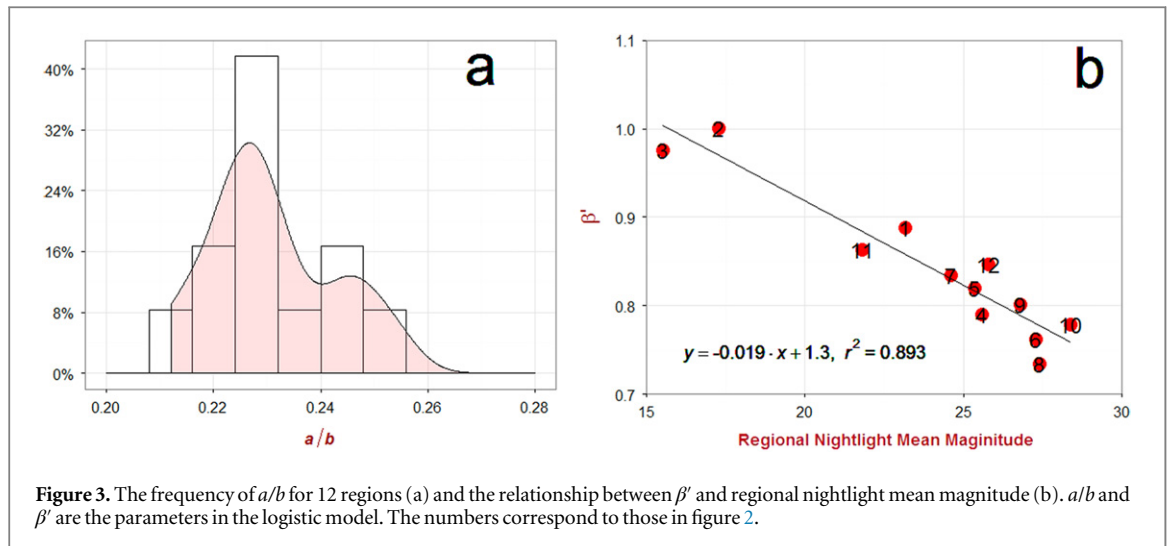 a
40%
32%
24%
16%
8%
0%
0.20 0.22 0.24 0.26 0.28
a/b
b
1.1
1.0
0.9
0.8
0.7
β'
2
3
1
11
12
7
5
9
4
10
6
8
y = -0.019 · x + 1.3, r² = 0.893
15 20 25 30
Regional Nightlight Mean Maginitude
Figure 3. The frequency of a/b for 12 regions (a) and the relationship between β′ and regional nightlight mean magnitude (b). a/b and
β′ are the parameters in the logistic model. The numbers correspond to those in figure 2.